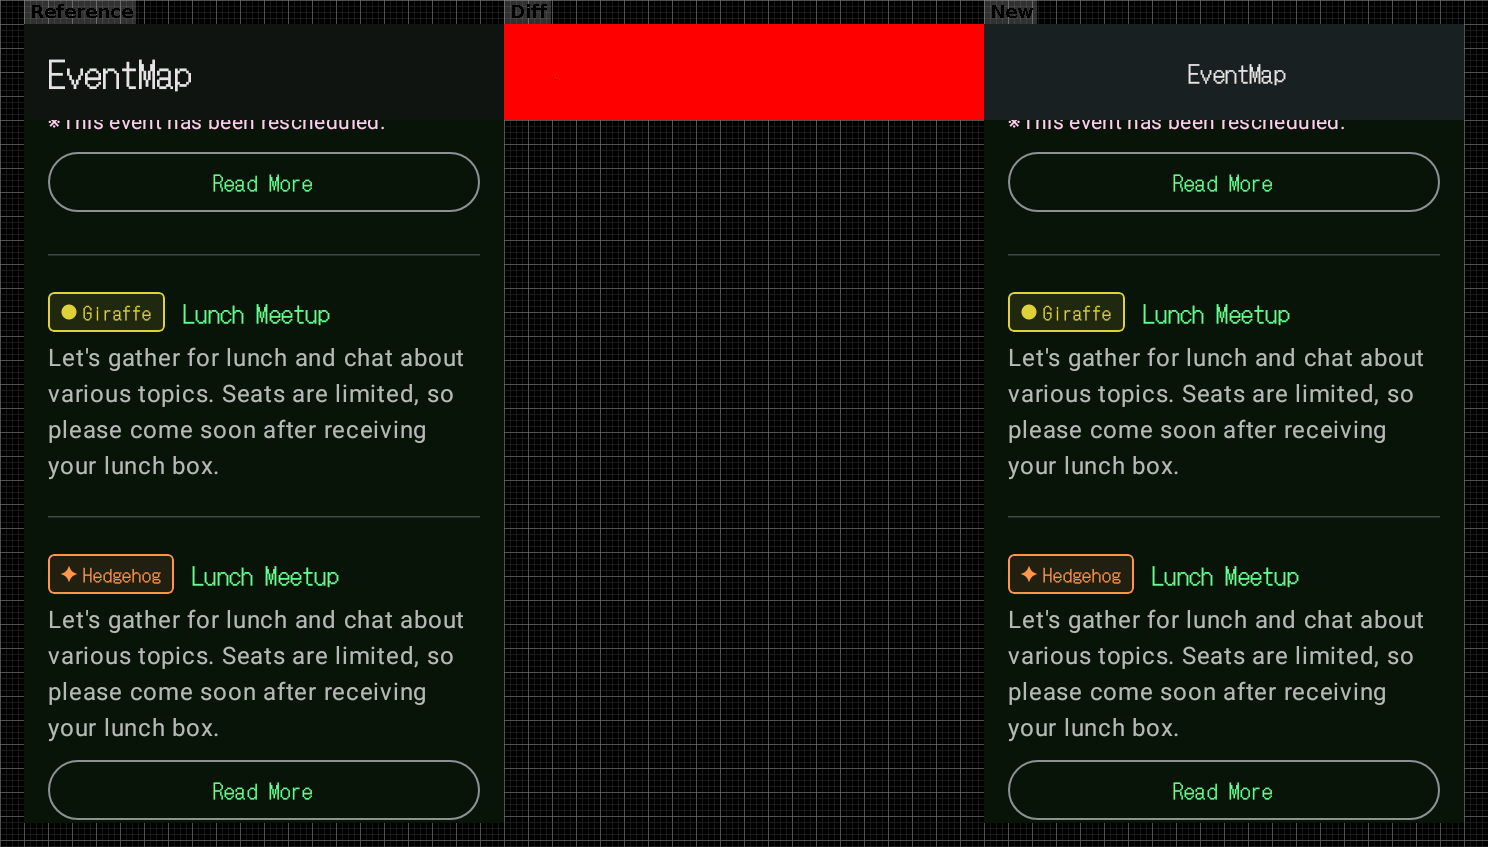 Reference
EventMap
※This event has been rescheduled.
Read More
Giraffe
Lunch Meetup
Let's gather for lunch and chat about
various topics. Seats are limited, so
please come soon after receiving
your lunch box.
Hedgehog
Lunch Meetup
Let's gather for lunch and chat about
various topics. Seats are limited, so
please come soon after receiving
your lunch box.
Read More
Diff
New
EventMap
※This event has been rescheduled.
Read More
Giraffe
Lunch Meetup
Let's gather for lunch and chat about
various topics. Seats are limited, so
please come soon after receiving
your lunch box.
Hedgehog
Lunch Meetup
Let's gather for lunch and chat about
various topics. Seats are limited, so
please come soon after receiving
your lunch box.
Read More